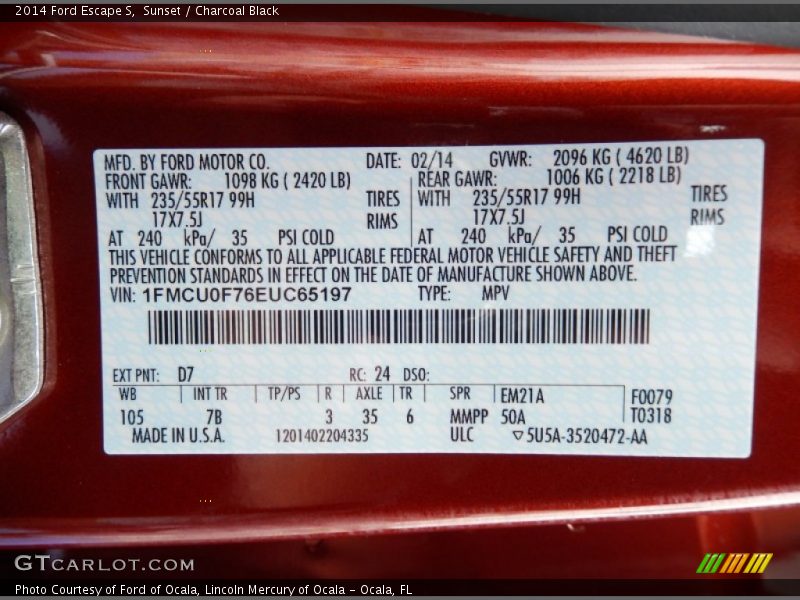 2014 Ford Escape S, Sunset / Charcoal Black
MFD. BY FORD MOTOR CO. DATE: 02/14 GVWR: 2096 KG ( 4620 LB)
FRONT GAWR: 1098 KG ( 2420 LB) REAR GAWR: 1006 KG ( 2218 LB)
WITH 235/55R17 99H TIRES WITH 235/55R17 99H TIRES
17X7.5J RIMS 17X7.5J RIMS
AT 240 kPa/ 35 PSI COLD AT 240 kPa/ 35 PSI COLD
THIS VEHICLE CONFORMS TO ALL APPLICABLE FEDERAL MOTOR VEHICLE SAFETY AND THEFT
PREVENTION STANDARDS IN EFFECT ON THE DATE OF MANUFACTURE SHOWN ABOVE.
VIN: 1FMCU0F76EUC65197 TYPE: MPV
EXT PNT: D7 RC: 24 DSO:
WB INT TR TP/PS R AXLE TR SPR EM21A F0079
105 7B 3 35 6 MMPP 50A T0318
MADE IN U.S.A. 1201402204335 ULC ▽5U5A-3520472-AA
GTCARLOT.COM
Photo Courtesy of Ford of Ocala, Lincoln Mercury of Ocala - Ocala, FL